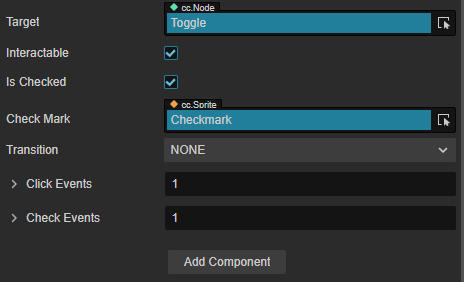 cc.Node
Target Toggle
Interactable
Is Checked
cc.Sprite
Check Mark Checkmark
Transition NONE
Click Events 1
Check Events 1
Add Component